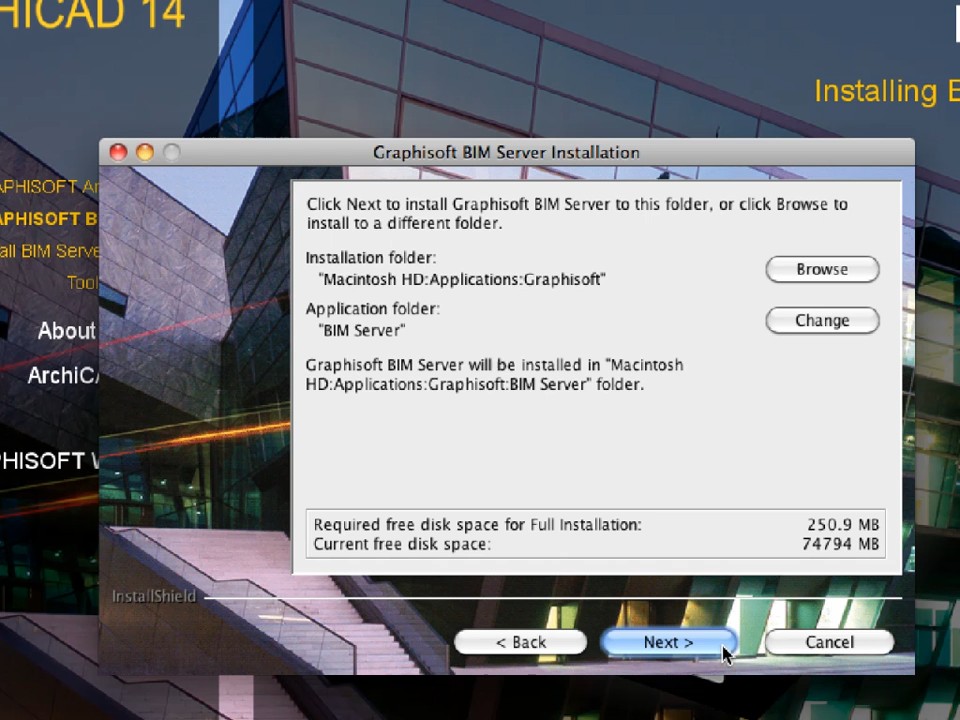 HICAD 14
Installing
APHISOFT
APHISOFT B
all BIM Serve
Tool
About
ArchiCA
HISOFT
Graphisoft BIM Server Installation
Click Next to install Graphisoft BIM Server to this folder, or click Browse to
install to a different folder.
Installation folder:
"Macintosh HD:Applications:Graphisoft"
Browse
Application folder:
"BIM Server"
Change
Graphisoft BIM Server will be installed in "Macintosh
HD:Applications:Graphisoft:BIM Server" folder.
Required free disk space for Full Installation: 250.9 MB
Current free disk space: 74794 MB
InstallShield
< Back
Next >
Cancel